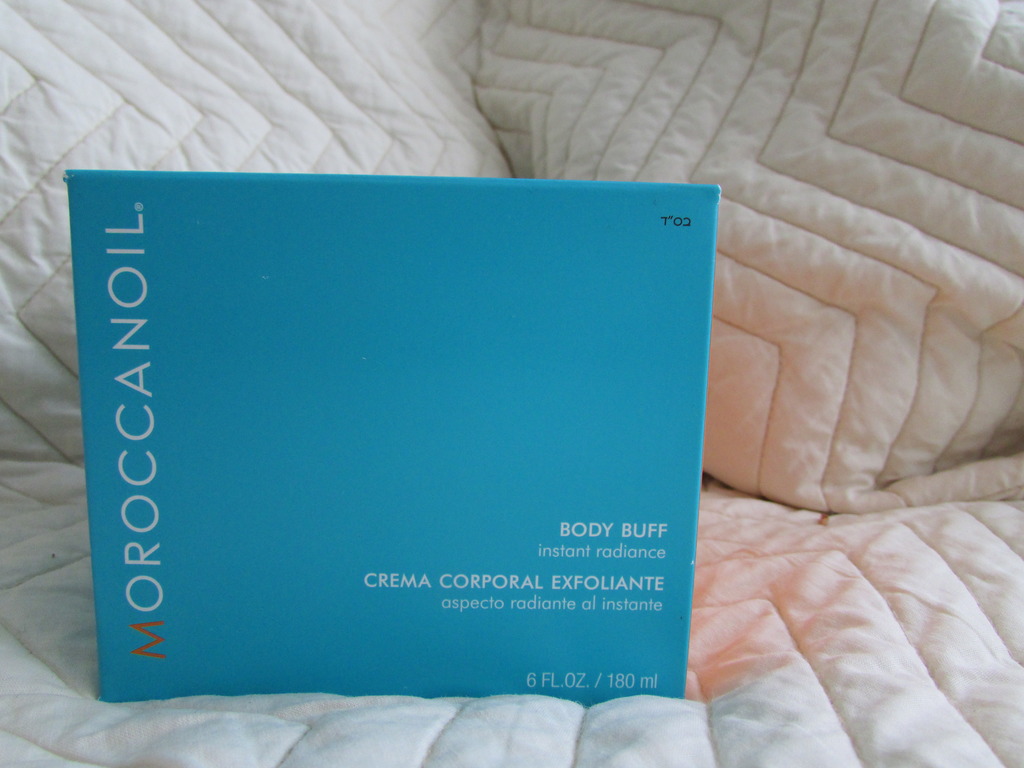 MOROCCANOIL®
בס"ד
BODY BUFF
instant radiance
CREMA CORPORAL EXFOLIANTE
aspecto radiante al instante
6 FL.OZ. / 180 ml